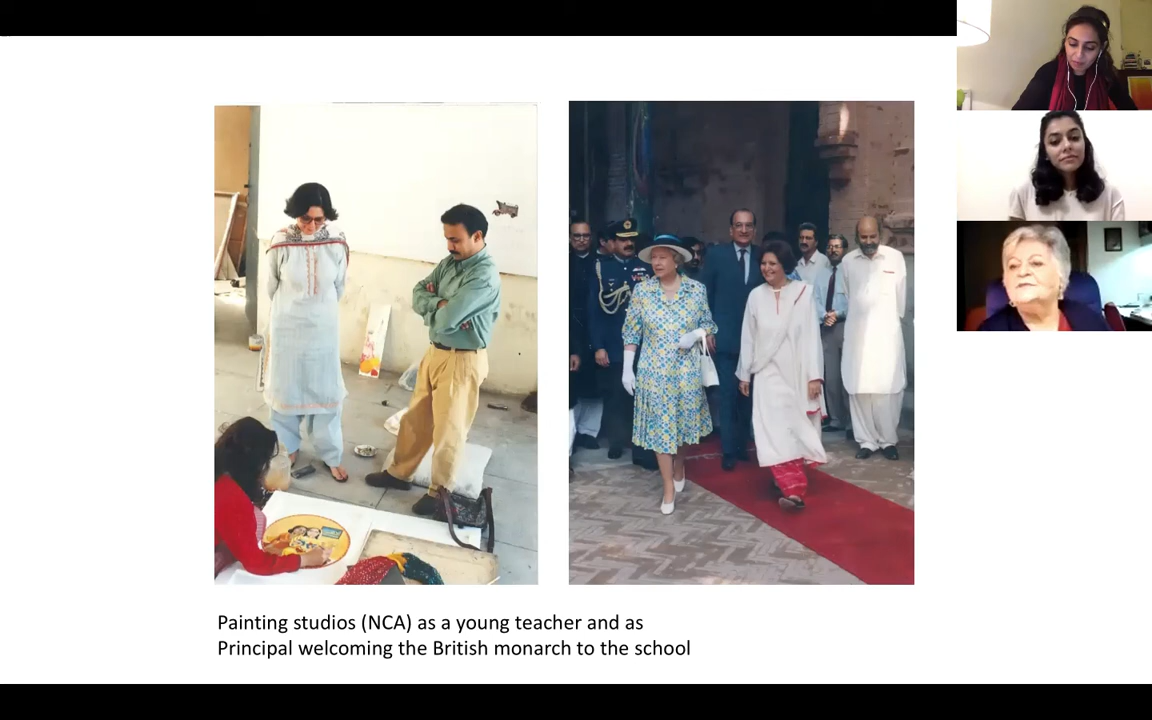 Painting studios (NCA) as a young teacher and as
Principal welcoming the British monarch to the school